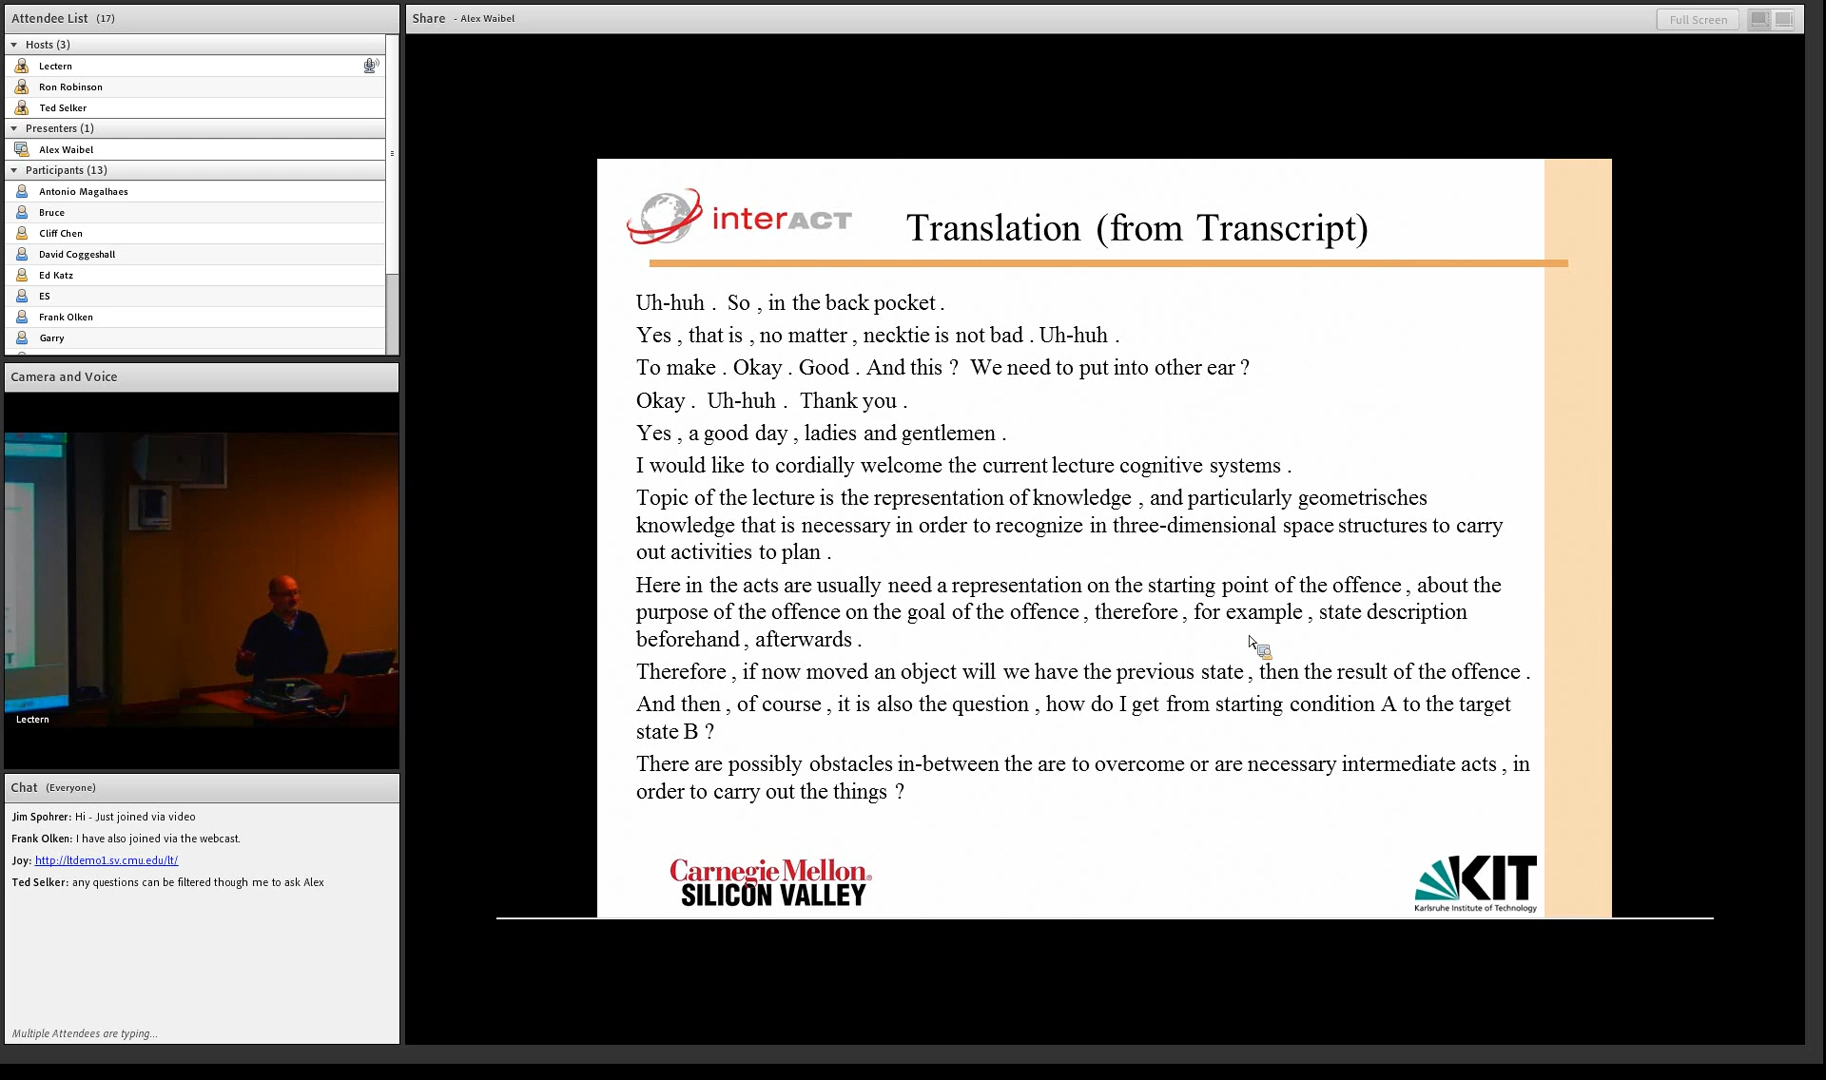 Attendee List (17)
Hosts (3)
Lectern
Ron Robinson
Ted Selker
Presenters (1)
Alex Waibel
Participants (13)
Antonio Magalhaes
Bruce
Cliff Chen
David Coggeshall
Ed Katz
ES
Frank Olken
Garry
Camera and Voice
Lectern
Chat (Everyone)
Jim Spohrer: Hi - Just joined via video
Frank Olken: I have also joined via the webcast.
Joy: http://ltdemo1.sv.cmu.edu/lt/
Ted Selker: any questions can be filtered though me to ask Alex
Multiple Attendees are typing...
Share - Alex Waibel
Full Screen
interACT
Translation (from Transcript)
Uh-huh . So , in the back pocket .
Yes , that is , no matter , necktie is not bad . Uh-huh .
To make . Okay . Good . And this ? We need to put into other ear ?
Okay . Uh-huh . Thank you .
Yes , a good day , ladies and gentlemen .
I would like to cordially welcome the current lecture cognitive systems .
Topic of the lecture is the representation of knowledge , and particularly geometrisches
knowledge that is necessary in order to recognize in three-dimensional space structures to carry
out activities to plan .
Here in the acts are usually need a representation on the starting point of the offence , about the
purpose of the offence on the goal of the offence , therefore , for example , state description
beforehand , afterwards .
Therefore , if now moved an object will we have the previous state , then the result of the offence .
And then , of course , it is also the question , how do I get from starting condition A to the target
state B ?
There are possibly obstacles in-between the are to overcome or are necessary intermediate acts , in
order to carry out the things ?
Carnegie Mellon®
SILICON VALLEY
KIT
Karlsruhe Institute of Technology